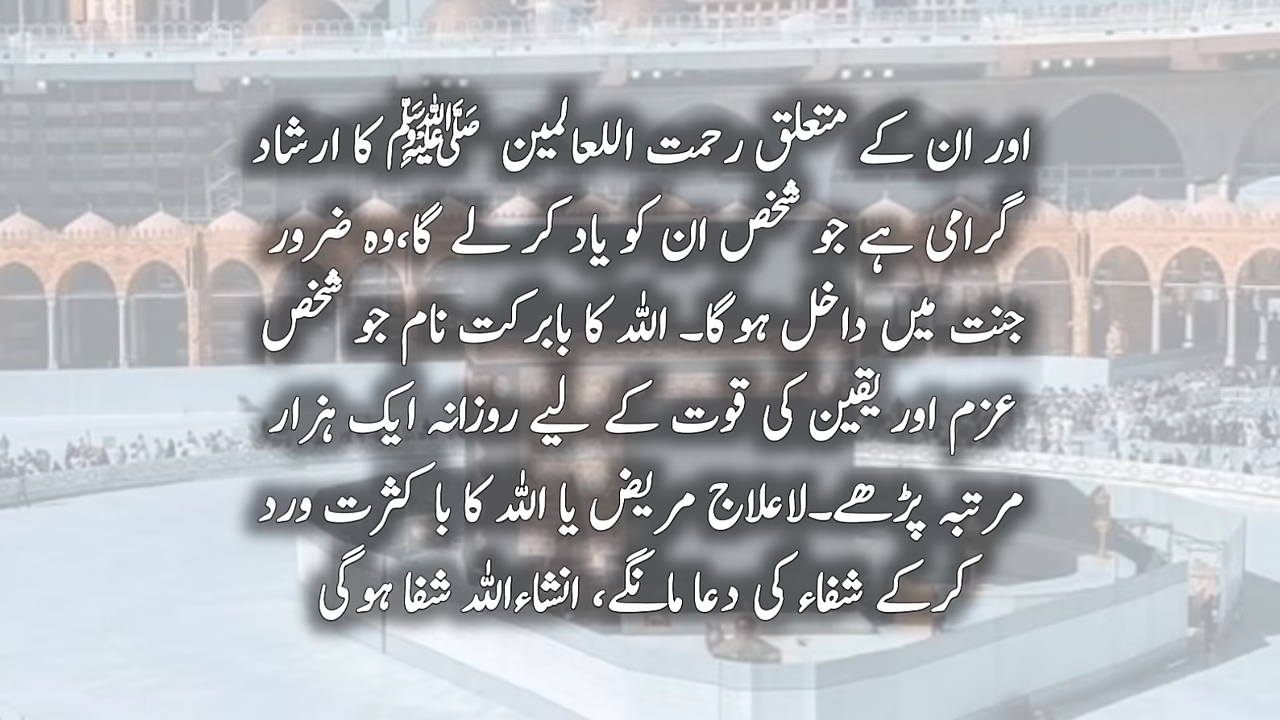 اور ان کے متعلق رحمت اللعالمین ﷺ کا ارشاد
گرامی ہے جو شخص ان کو یاد کر لے گا،وہ ضرور
جنت میں داخل ہو گا۔ اللہ کا بابرکت نام جو شخص
عزم اور یقین کی قوت کے لیے روزانہ ایک ہزار
مرتبہ پڑھے۔لاعلاج مریض یا اللہ کا با کثرت ورد
کرکے شفاء کی دعا مانگے، انشاءاللہ شفا ہوگی